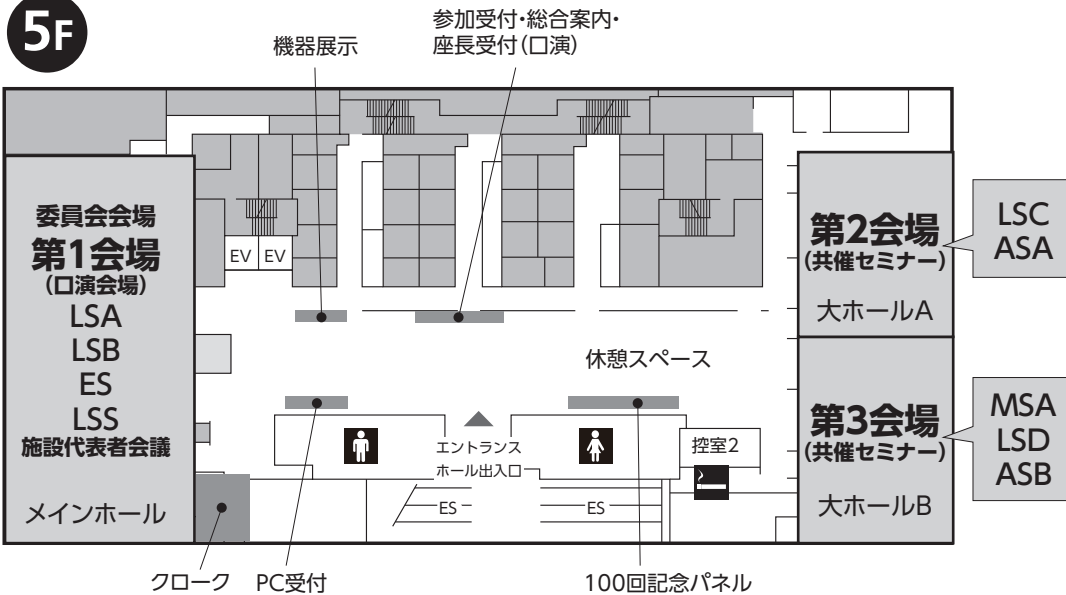 5F
機器展示
参加受付・総合案内・
座長受付（口演）
委員会会場
第1会場
（口演会場）
LSA
LSB
ES
LSS
施設代表者会議
メインホール
EV
EV
第2会場
（共催セミナー）
大ホールA
LSC
ASA
休憩スペース
第3会場
（共催セミナー）
大ホールB
MSA
LSD
ASB
エントランス
ホール出入口
控室2
ES
ES
クローク
PC受付
100回記念パネル